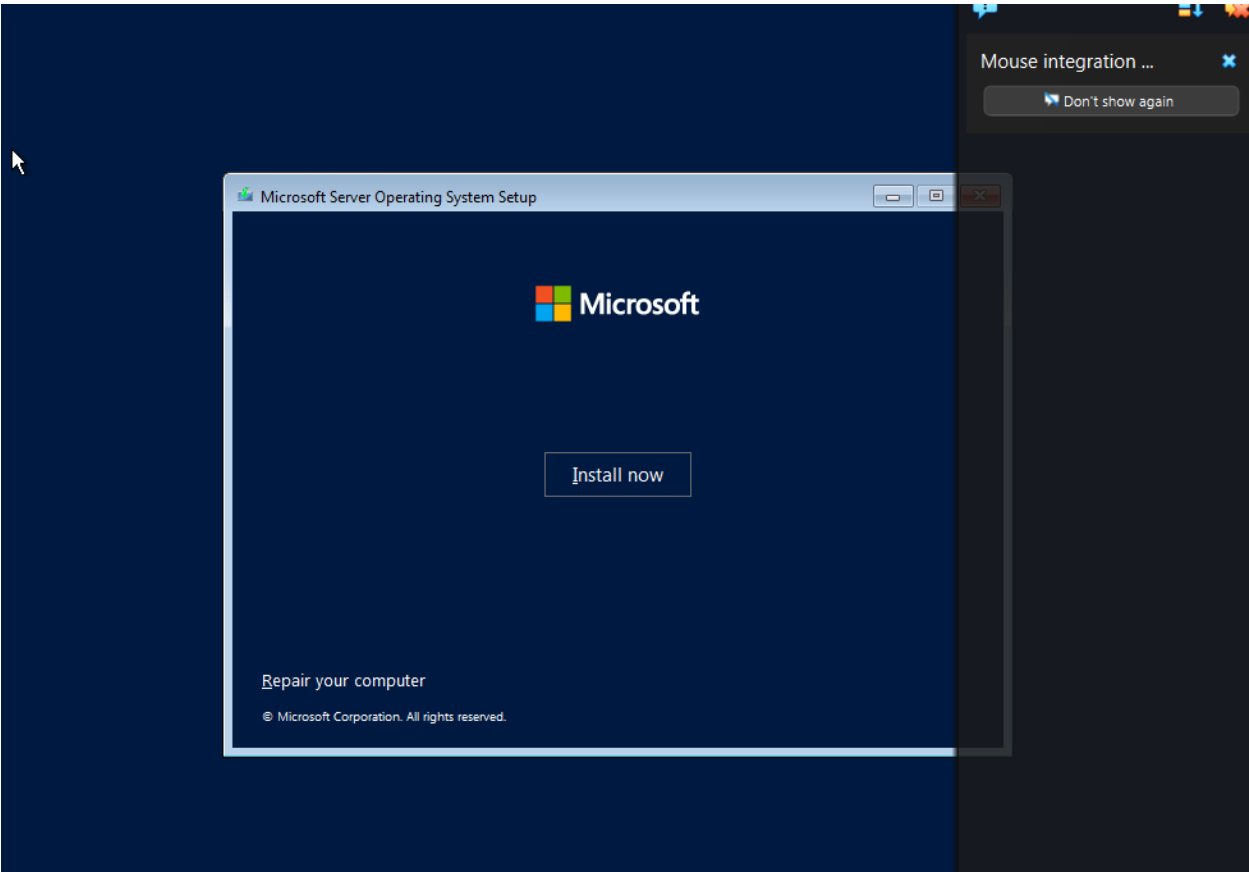 Mouse integration ...
Don't show again
Microsoft Server Operating System Setup
Microsoft
Install now
Repair your computer
© Microsoft Corporation. All rights reserved.